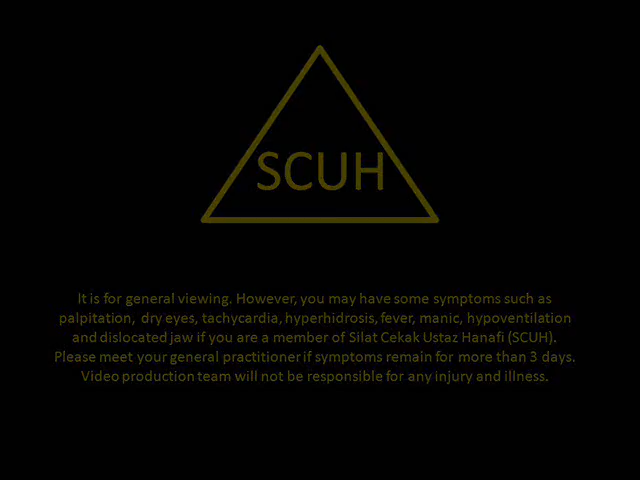 SCUH
It is for general viewing. However, you may have some symptoms such as
palpitation, dry eyes, tachycardia, hyperhidrosis, fever, manic, hypoventilation
and dislocated jaw if you are a member of Silat Cekak Ustaz Hanafi (SCUH).
Please meet your general practitioner if symptoms remain for more than 3 days.
Video production team will not be responsible for any injury and illness.